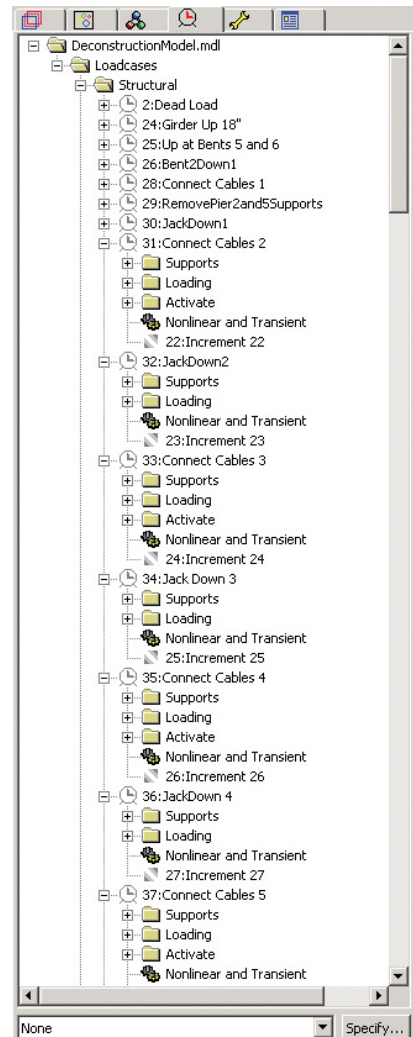 DeconstructionModel.mdl
Loadcases
Structural
2:Dead Load
24:Girder Up 18"
25:Up at Bents 5 and 6
26:Bent2Down1
28:Connect Cables 1
29:RemovePier2and5Supports
30:JackDown1
31:Connect Cables 2
Supports
Loading
Activate
Nonlinear and Transient
22:Increment 22
32:JackDown2
Supports
Loading
Nonlinear and Transient
23:Increment 23
33:Connect Cables 3
Supports
Loading
Activate
Nonlinear and Transient
24:Increment 24
34:Jack Down 3
Supports
Loading
Nonlinear and Transient
25:Increment 25
35:Connect Cables 4
Supports
Loading
Activate
Nonlinear and Transient
26:Increment 26
36:JackDown 4
Supports
Loading
Nonlinear and Transient
27:Increment 27
37:Connect Cables 5
Supports
Loading
Activate
Nonlinear and Transient
None Specify...